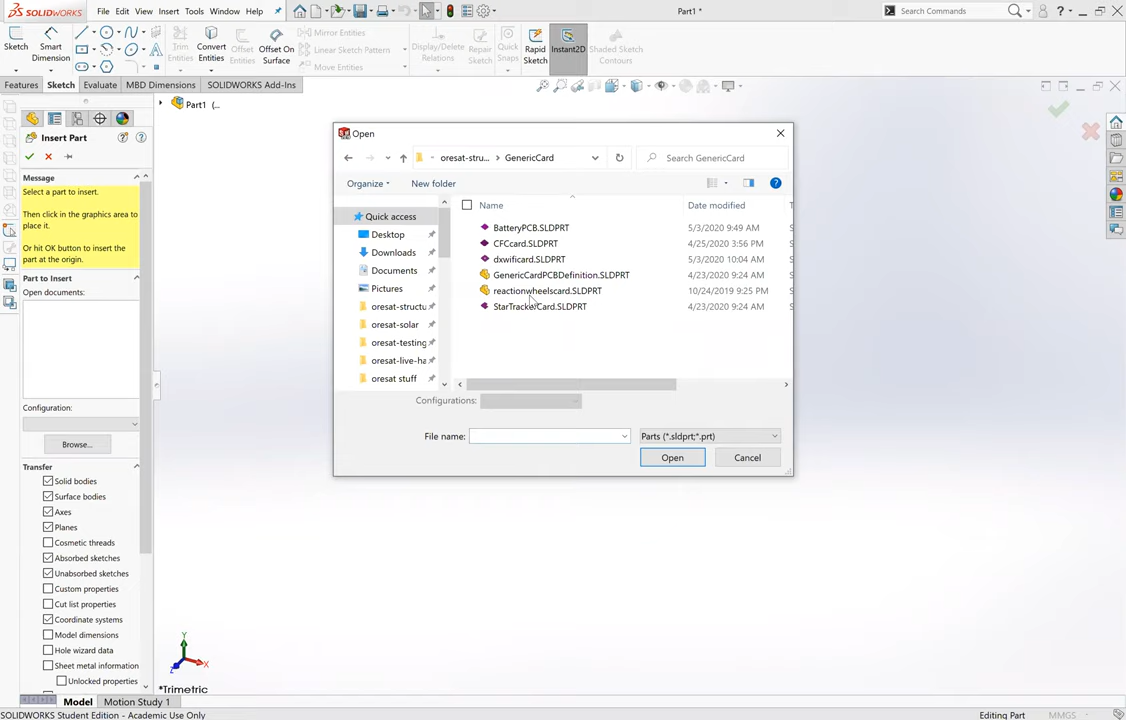 SOLIDWORKS File Edit View Insert Tools Window Help Part1 * Search Commands
Sketch Smart Dimension Trim Entities Convert Entities Offset Entities Offset On Surface Mirror Entities Linear Sketch Pattern Move Entities Display/Delete Relations Repair Sketch Quick Snaps Rapid Sketch Instant2D Shaded Sketch Contours
Features Sketch Evaluate MBD Dimensions SOLIDWORKS Add-Ins
Part1 (...
Insert Part
Message
Select a part to insert.
Then click in the graphics area to
place it.
Or hit OK button to insert the
part at the origin.
Part to Insert
Open documents:
Configuration:
Browse...
Transfer
Solid bodies
Surface bodies
Axes
Planes
Cosmetic threads
Absorbed sketches
Unabsorbed sketches
Custom properties
Cut list properties
Coordinate systems
Model dimensions
Hole wizard data
Sheet metal information
Unlocked properties
Open
oresat-stru... › GenericCard Search GenericCard
Organize New folder
Quick access
Desktop
Downloads
Documents
Pictures
oresat-structu
oresat-solar
oresat-testing
oresat-live-ha
oresat stuff
Name Date modified
BatteryPCB.SLDPRT 5/3/2020 9:49 AM
CFCcard.SLDPRT 4/25/2020 3:56 PM
dxwificard.SLDPRT 5/3/2020 10:04 AM
GenericCardPCBDefinition.SLDPRT 4/23/2020 9:24 AM
reactionwheelscard.SLDPRT 10/24/2019 9:25 PM
StarTrackerCard.SLDPRT 4/23/2020 9:24 AM
Configurations:
File name: Parts (*.sldprt;*.prt)
Open Cancel
Y
X
Z
*Trimetric
Model Motion Study 1
SOLIDWORKS Student Edition - Academic Use Only Editing Part MMGS